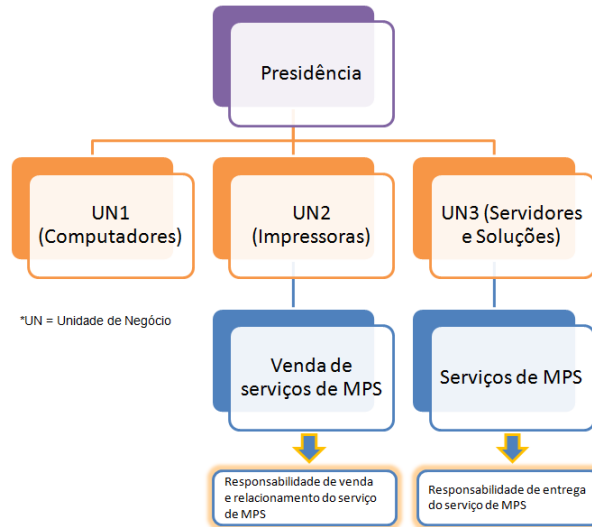 Presidência
UN1
(Computadores)
UN2
(Impressoras)
UN3 (Servidores
e Soluções)
*UN = Unidade de Negócio
Venda de
serviços de MPS
Serviços de MPS
Responsabilidade de venda
e relacionamento do serviço
de MPS
Responsabilidade de entrega
do serviço de MPS